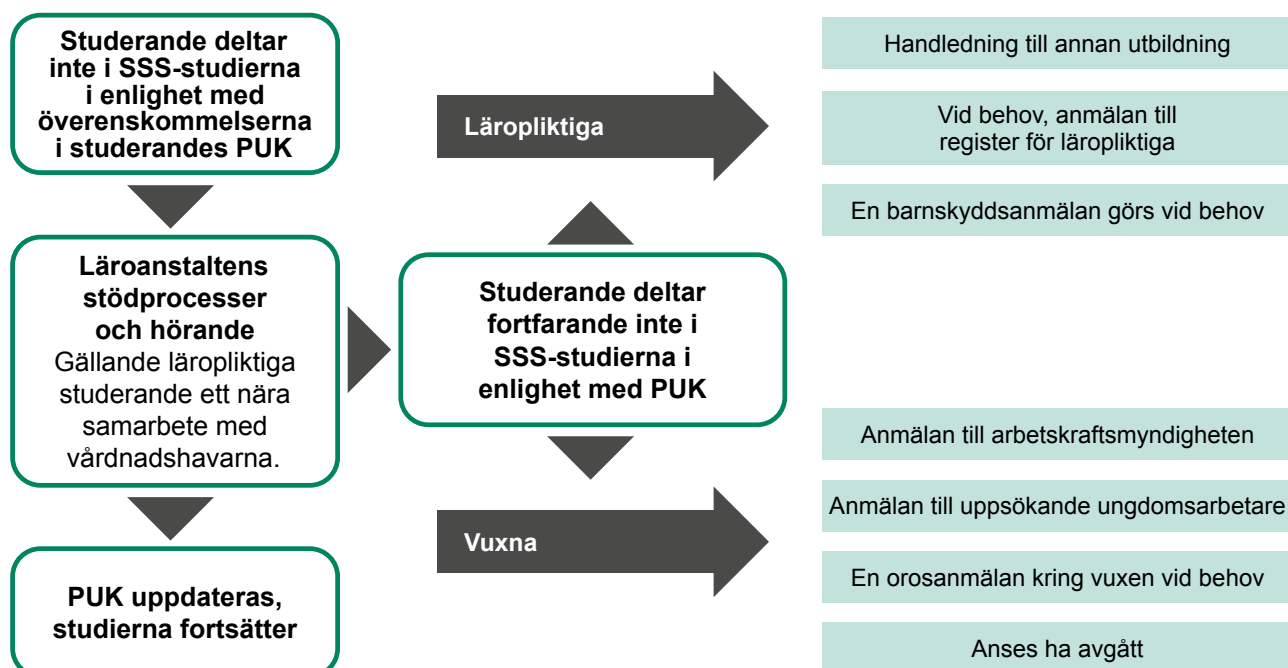 Studerande deltar
inte i SSS-studierna
i enlighet med
överenskommelserna
i studerandes PUK
Läroanstaltens
stödprocesser
och hörande
Gällande läropliktiga
studerande ett nära
samarbete med
vårdnadshavarna.
PUK uppdateras,
studierna fortsätter
Studerande deltar
fortfarande inte i
SSS-studierna i
enlighet med PUK
Läropliktiga
Handledning till annan utbildning
Vid behov, anmälan till
register för läropliktiga
En barnskyddsanmälan görs vid behov
Vuxna
Anmälan till arbetskraftsmyndigheten
Anmälan till uppsökande ungdomsarbetare
En orosanmälan kring vuxen vid behov
Anses ha avgått